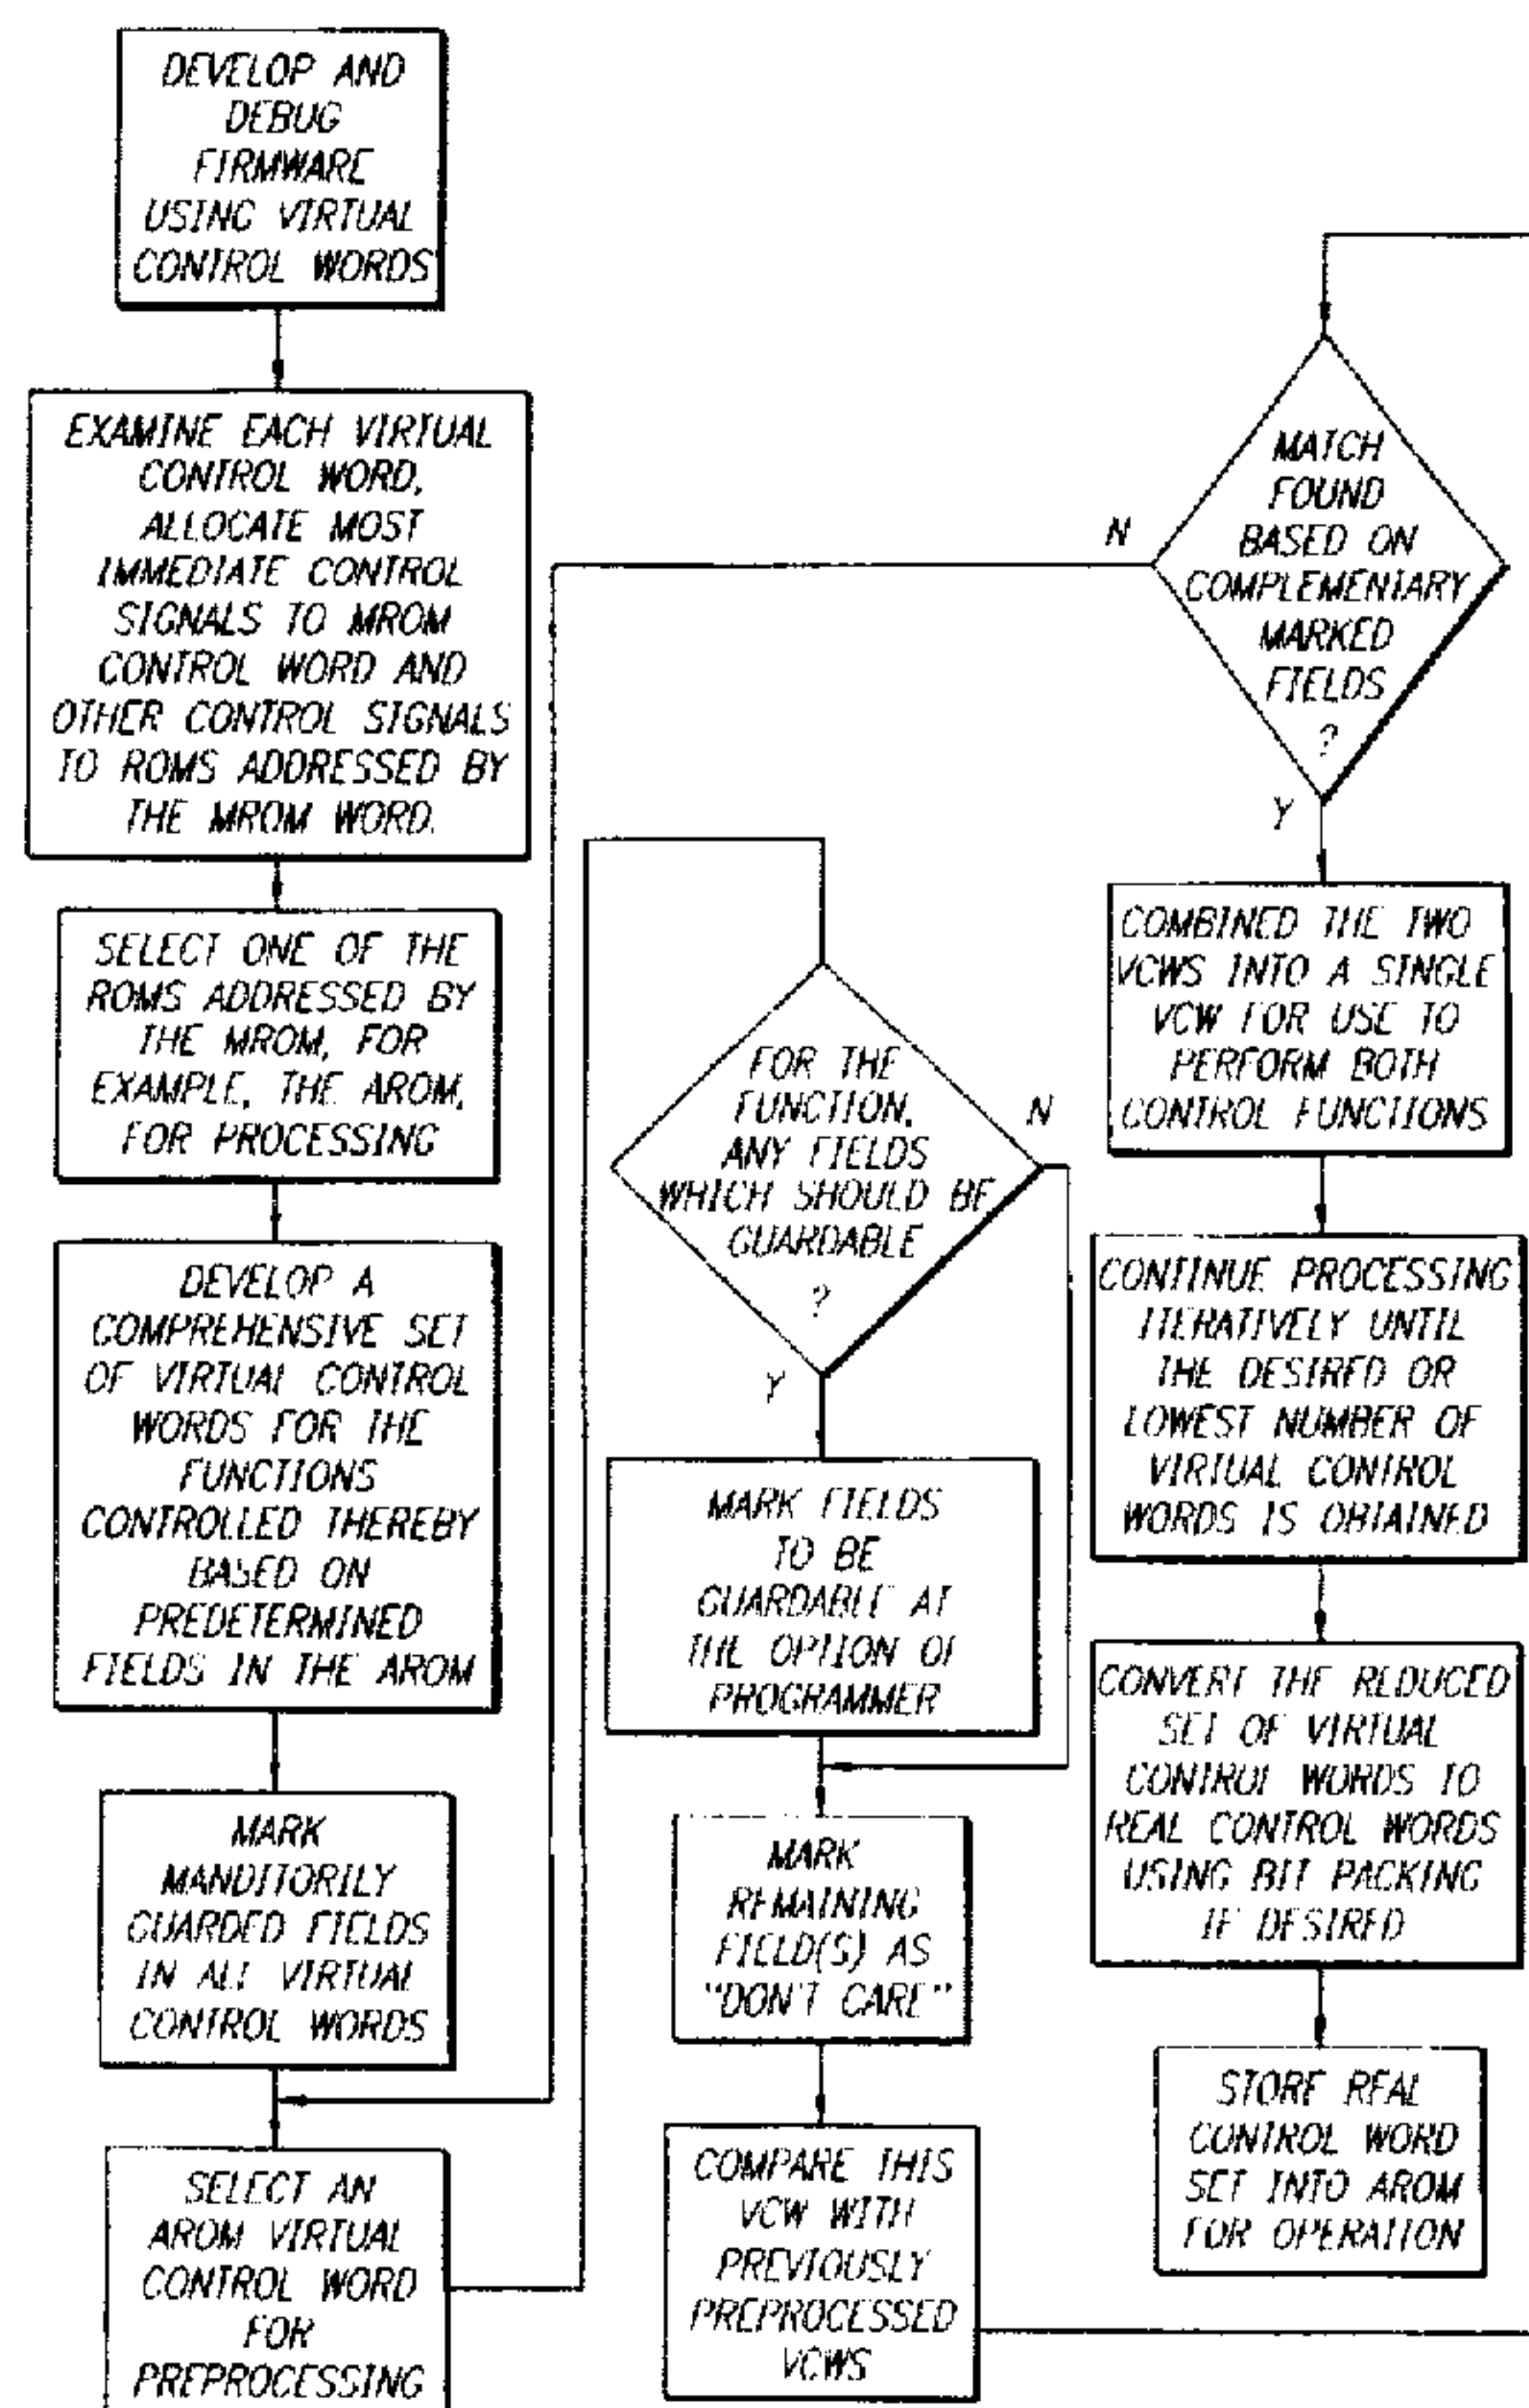 DEVELOP AND
DEBUG
FIRMWARE
USING VIRTUAL
CONTROL WORDS
EXAMINE EACH VIRTUAL
CONTROL WORD,
ALLOCATE MOST
IMMEDIATE CONTROL
SIGNALS TO MROM
CONTROL WORD AND
OTHER CONTROL SIGNALS
TO ROMS ADDRESSED BY
THE MROM WORD.
SELECT ONE OF THE
ROMS ADDRESSED BY
THE MROM, FOR
EXAMPLE, THE AROM,
FOR PROCESSING
DEVELOP A
COMPREHENSIVE SET
OF VIRTUAL CONTROL
WORDS FOR THE
FUNCTIONS
CONTROLLED THEREBY
BASED ON
PREDETERMINED
FIELDS IN THE AROM
MARK
MANDITORILY
GUARDED FIELDS
IN ALL VIRTUAL
CONTROL WORDS
SELECT AN
AROM VIRTUAL
CONTROL WORD
FOR
PREPROCESSING
FOR THE
FUNCTION,
ANY FIELDS
WHICH SHOULD BE
GUARDABLE
?
N
Y
MARK FIELDS
TO BE
GUARDABLE AT
THE OPTION OF
PROGRAMMER
MARK
REMAINING
FIELD(S) AS
"DON'T CARE"
COMPARE THIS
VCW WITH
PREVIOUSLY
PREPROCESSED
VCWS
MATCH
FOUND
BASED ON
COMPLEMENTARY
MARKED
FIELDS
?
N
Y
COMBINED THE TWO
VCWS INTO A SINGLE
VCW FOR USE TO
PERFORM BOTH
CONTROL FUNCTIONS
CONTINUE PROCESSING
ITERATIVELY UNTIL
THE DESIRED OR
LOWEST NUMBER OF
VIRTUAL CONTROL
WORDS IS OBTAINED
CONVERT THE REDUCED
SET OF VIRTUAL
CONTROL WORDS TO
REAL CONTROL WORDS
USING BIT PACKING
IF DESIRED
STORE REAL
CONTROL WORD
SET INTO AROM
FOR OPERATION